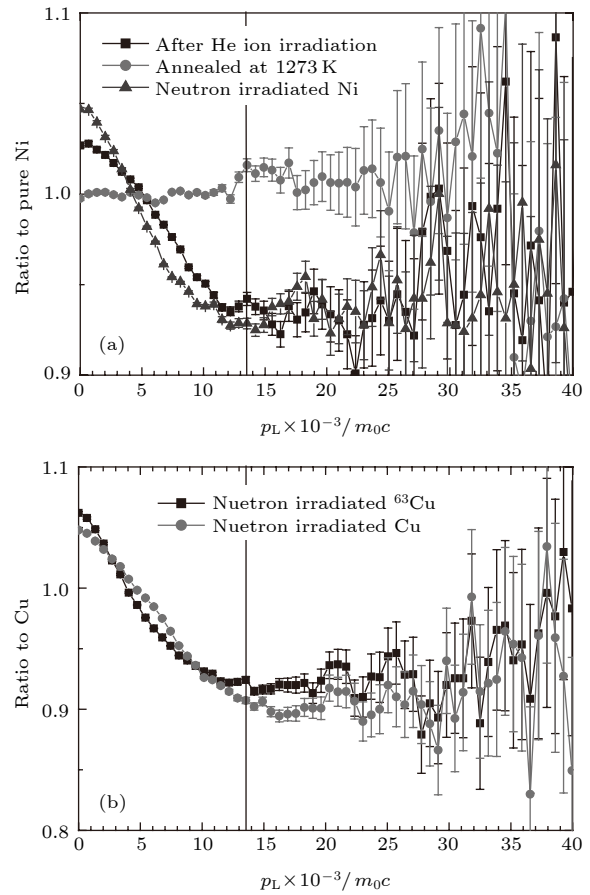 1.1
After He ion irradiation
Annealed at 1273 K
Neutron irradiated Ni
Ratio to pure Ni
1.0
0.9
(a)
0 5 10 15 20 25 30 35 40
pL×10−3/m0c
1.1
Nuetron irradiated 63Cu
Nuetron irradiated Cu
Ratio to Cu
1.0
0.9
0.8
(b)
0 5 10 15 20 25 30 35 40
pL×10−3/m0c